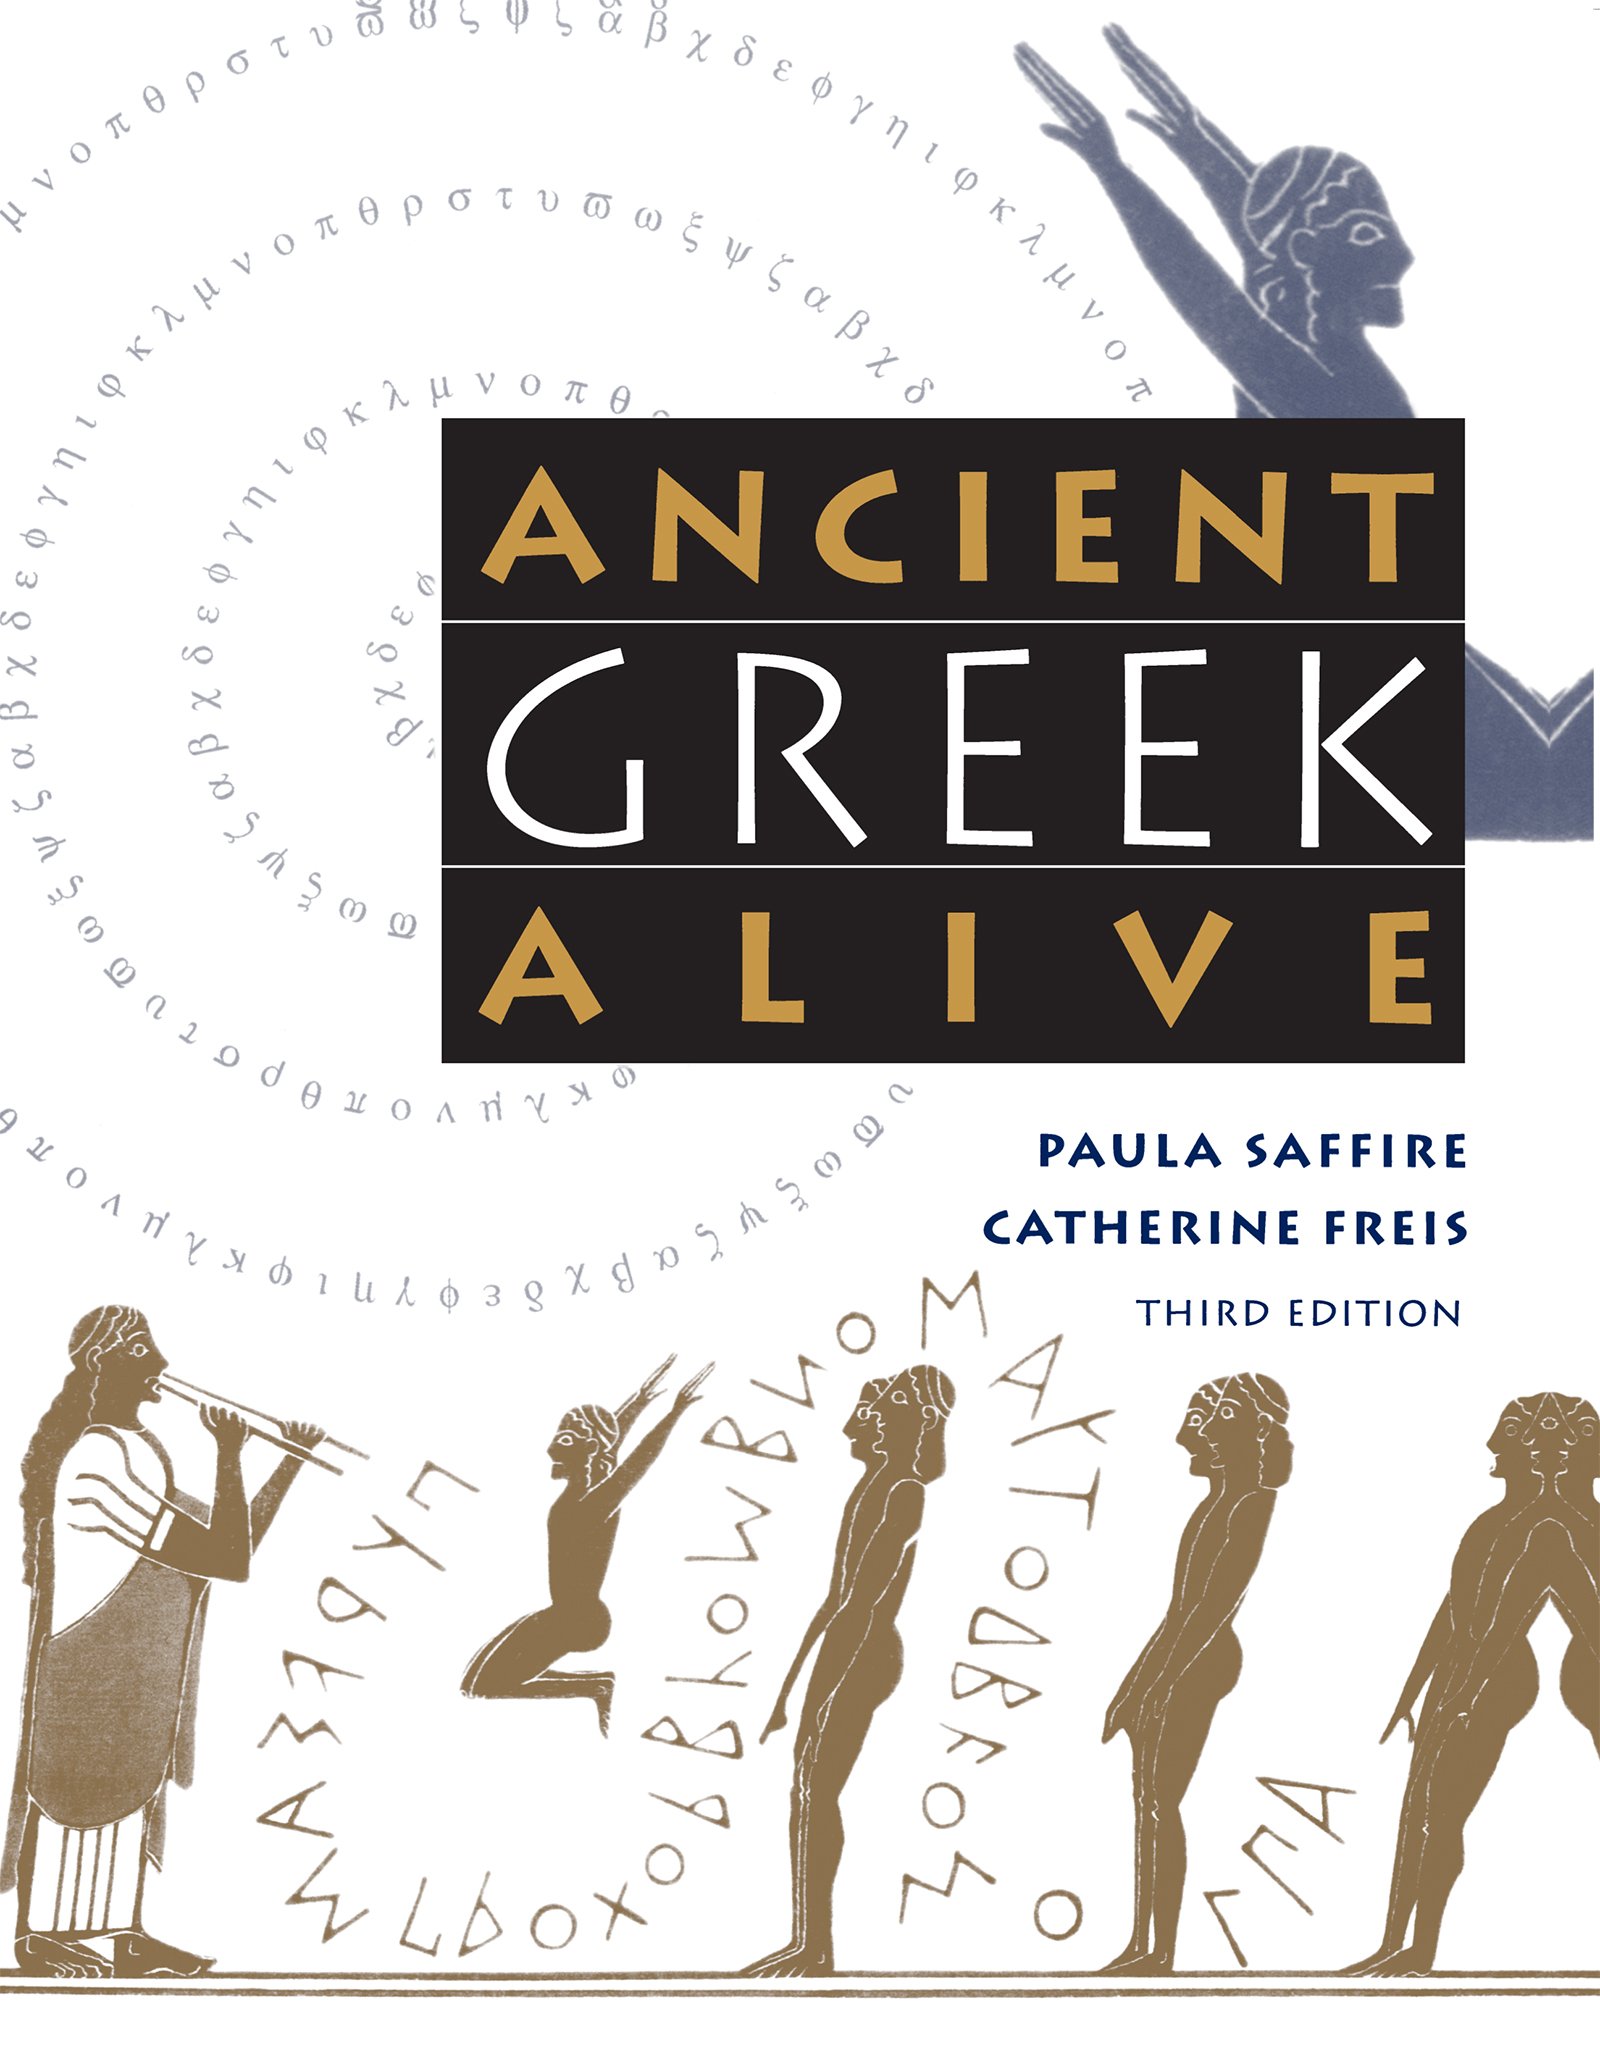 μ ν ο π θ ρ σ τ υ ξ ψ ζ α β χ δ ε ϕ γ η ι φ κ λ μ ν ο π
φ κ λ μ ν ο π θ ρ σ τ υ ϖ ω ξ ψ ζ α β χ δ ε ϕ γ η ι φ κ λ μ ν ο π θ ρ σ τ υ ϖ ω ξ ψ ζ α β χ δ
ϖ ω ξ ψ ζ α β χ δ ε ϕ γ η ι φ κ λ μ ν ο π θ
β χ δ ε ϕ
ANCIENT
GREEK
ALIVE
υ ϖ ω ξ ψ ζ α β χ δ ε ϕ γ η ι φ κ λ μ ν ο π θ
PAULA SAFFIRE
CATHERINE FREIS
THIRD EDITION